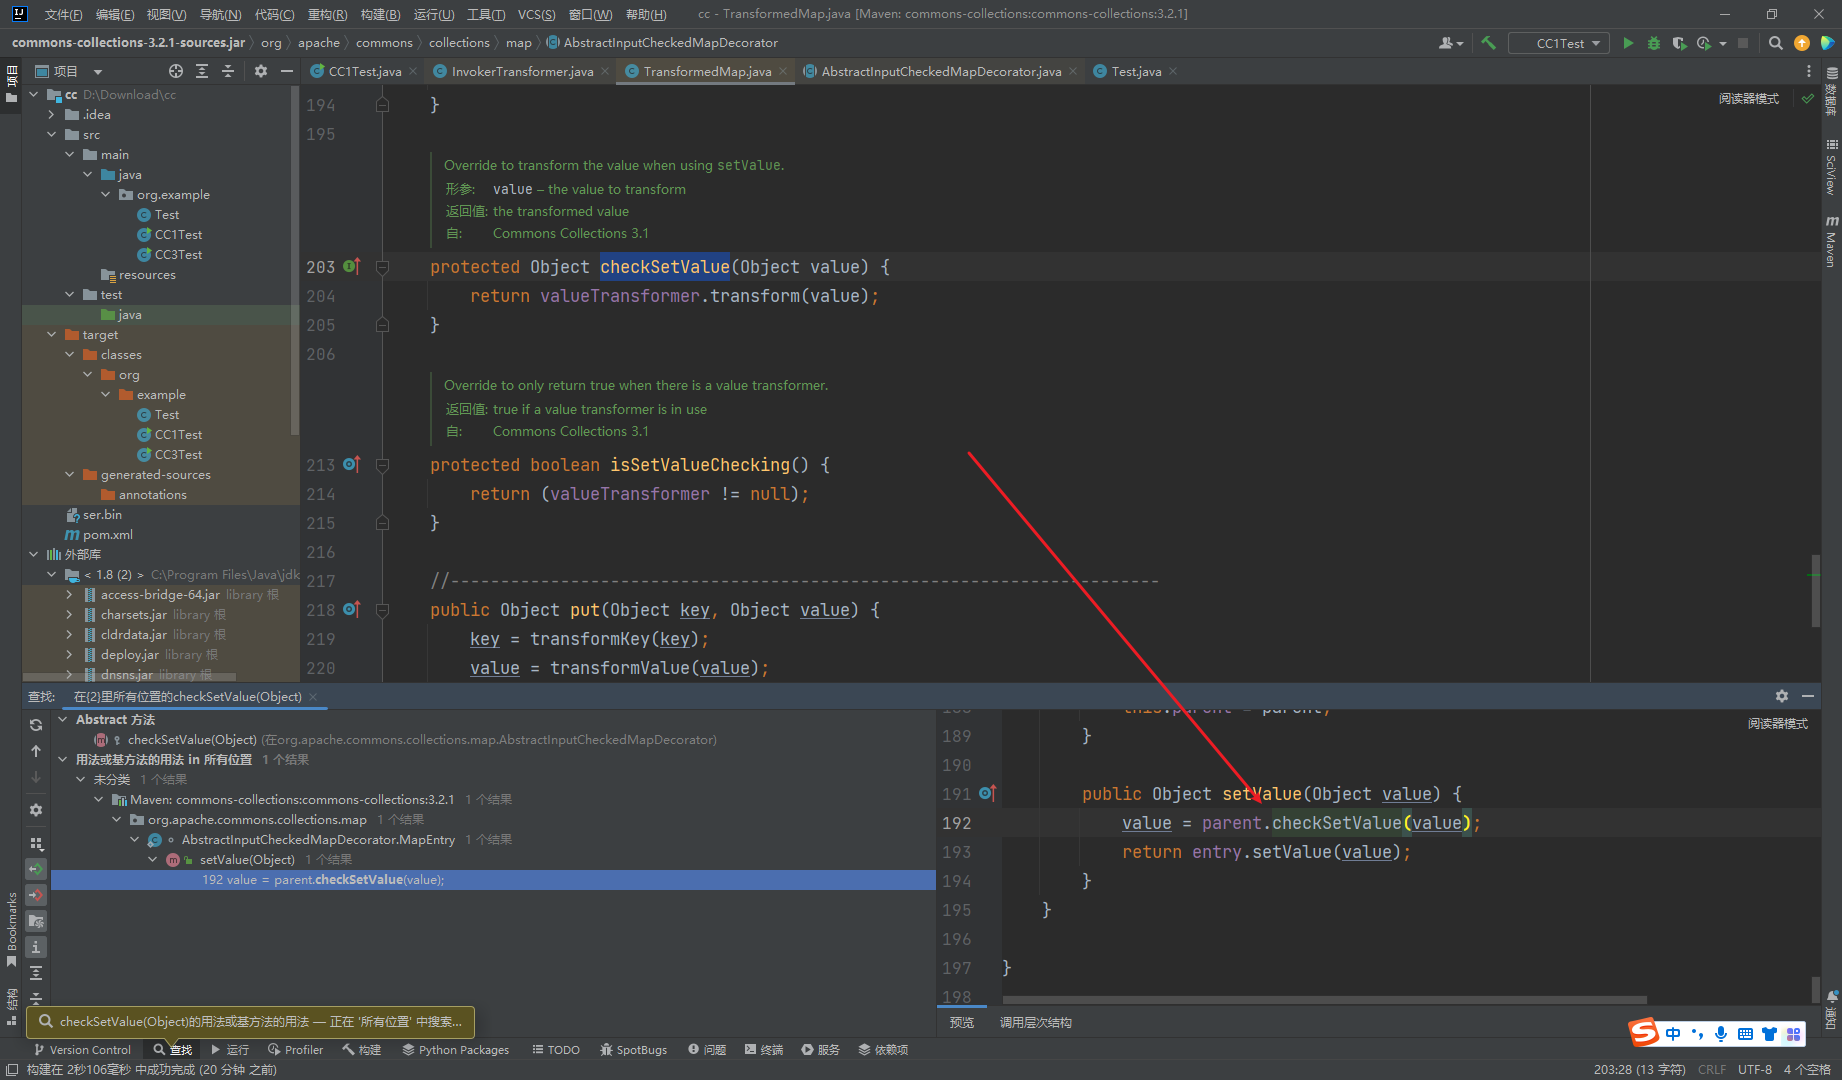 文件(F) 编辑(E) 视图(V) 导航(N) 代码(C) 重构(R) 构建(B) 运行(U) 工具(T) VCS(S) 窗口(W) 帮助(H) cc - TransformedMap.java [Maven: commons-collections:commons-collections:3.2.1]
commons-collections-3.2.1-sources.jar org apache commons collections map AbstractInputCheckedMapDecorator CC1Test
项目 CC1Test.java InvokerTransformer.java TransformedMap.java AbstractInputCheckedMapDecorator.java Test.java
项目
cc D:\Download\cc
.idea
src
main
java
org.example
Test
CC1Test
CC3Test
resources
test
java
target
classes
org
example
Test
CC1Test
CC3Test
generated-sources
annotations
ser.bin
pom.xml
外部库
< 1.8 (2) > C:\Program Files\Java\jdk
access-bridge-64.jar library 根
charsets.jar library 根
cldrdata.jar library 根
deploy.jar library 根
dnsns.jar library 根
阅读器模式
194 }
195
Override to transform the value when using setValue.
形参: value – the value to transform
返回值: the transformed value
自: Commons Collections 3.1
203 protected Object checkSetValue(Object value) {
204 return valueTransformer.transform(value);
205 }
206
Override to only return true when there is a value transformer.
返回值: true if a value transformer is in use
自: Commons Collections 3.1
213 protected boolean isSetValueChecking() {
214 return (valueTransformer != null);
215 }
216
217 //-----------------------------------------------------------------------
218 public Object put(Object key, Object value) {
219 key = transformKey(key);
220 value = transformValue(value);
数据库
SciView
Maven
查找: 在{2}里所有位置的checkSetValue(Object)
Abstract 方法
checkSetValue(Object) (在org.apache.commons.collections.map.AbstractInputCheckedMapDecorator)
用法或基方法的用法 in 所有位置 1 个结果
未分类 1 个结果
Maven: commons-collections:commons-collections:3.2.1 1 个结果
org.apache.commons.collections.map 1 个结果
AbstractInputCheckedMapDecorator.MapEntry 1 个结果
setValue(Object) 1 个结果
192 value = parent.checkSetValue(value);
188 this.parent = parent;
阅读器模式
189 }
190
191 public Object setValue(Object value) {
192 value = parent.checkSetValue(value);
193 return entry.setValue(value);
194 }
195 }
196
197 }
198
预览 调用层次结构
Bookmarks
结构
通知
checkSetValue(Object)的用法或基方法的用法 — 正在 '所有位置' 中搜索...
中
Version Control 查找 运行 Profiler 构建 Python Packages TODO SpotBugs 问题 终端 服务 依赖项
构建在 2秒106毫秒 中成功完成 (20 分钟 之前) 203:28 (13 字符) CRLF UTF-8 4 个空格